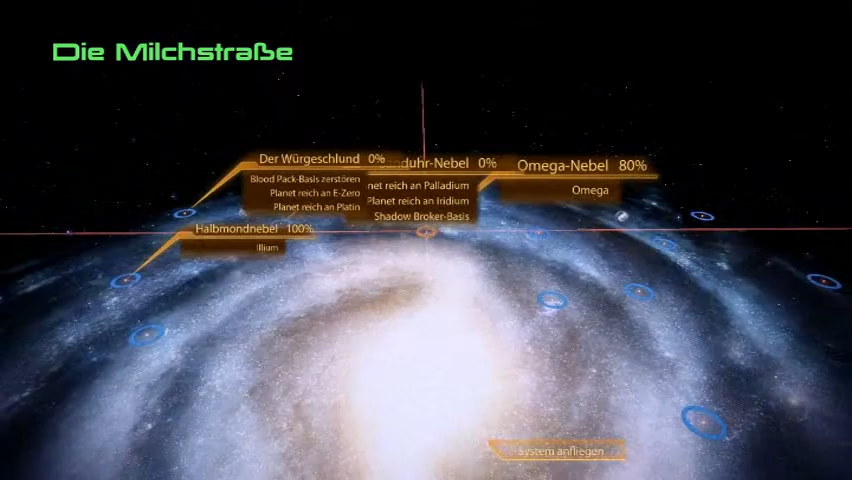 Die Milchstraße
Der Würgeschlund 0%
Blood Pack-Basis zerstören
Planet reich an E-Zero
Planet reich an Platin
duhr-Nebel 0%
net reich an Palladium
Planet reich an Iridium
Shadow Broker-Basis
Omega-Nebel 80%
Omega
Halbmondnebel 100%
Illium
System anfliegen